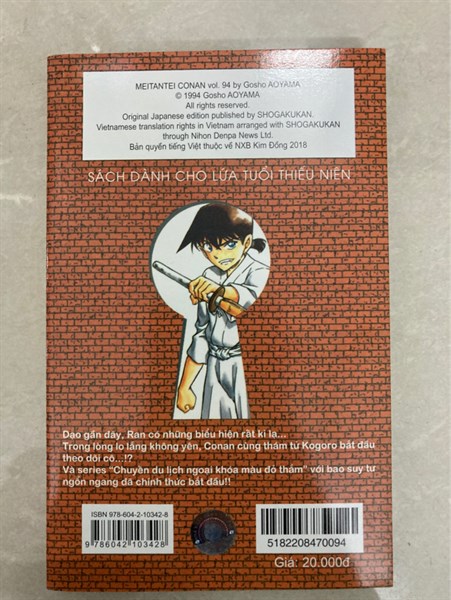 MEITANTEI CONAN vol. 94 by Gosho AOYAMA
© 1994 Gosho AOYAMA
All rights reserved.
Original Japanese edition published by SHOGAKUKAN.
Vietnamese translation rights in Vietnam arranged with SHOGAKUKAN
through Nihon Denpa News Ltd.
Bản quyền tiếng Việt thuộc về NXB Kim Đồng 2018
SÁCH DÀNH CHO LỨA TUỔI THIẾU NIÊN
Dạo gần đây, Ran có những biểu hiện rất kì lạ...
Trong lòng lo lắng không yên, Conan cùng thám tử Kogoro bắt đầu
theo dõi cô...!?
Và series "Chuyến du lịch ngoại khóa màu đỏ thắm" với bao suy tư
ngổn ngang đã chính thức bắt đầu!!
ISBN 978-604-2-10342-8
9 786042 103428
5182208470094
Giá: 20.000đ